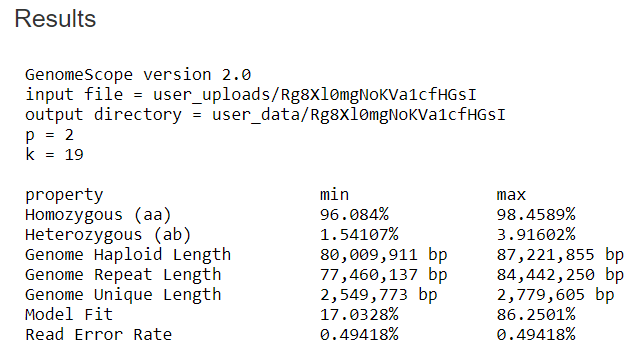 Results
GenomeScope version 2.0
input file = user_uploads/Rg8Xl0mgNoKVa1cfHGsI
output directory = user_data/Rg8Xl0mgNoKVa1cfHGsI
p = 2
k = 19
property min max
Homozygous (aa) 96.084% 98.4589%
Heterozygous (ab) 1.54107% 3.91602%
Genome Haploid Length 80,009,911 bp 87,221,855 bp
Genome Repeat Length 77,460,137 bp 84,442,250 bp
Genome Unique Length 2,549,773 bp 2,779,605 bp
Model Fit 17.0328% 86.2501%
Read Error Rate 0.49418% 0.49418%